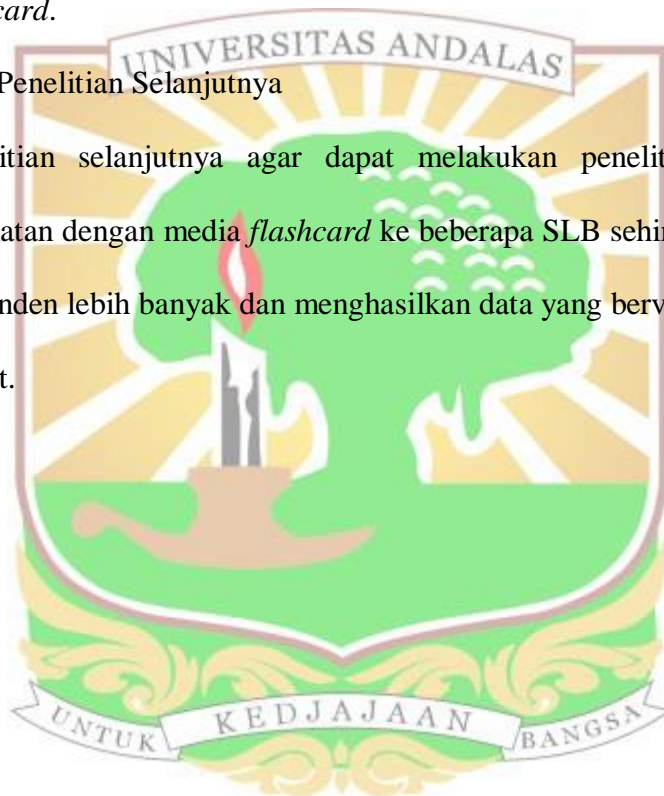 card.
UNIVERSITAS ANDALAS
Penelitian Selanjutnya
itian selanjutnya agar dapat melakukan penelit
atan dengan media flashcard ke beberapa SLB sehin
nden lebih banyak dan menghasilkan data yang berv
t.
UNTUK KEDJAJAAN BANGSA